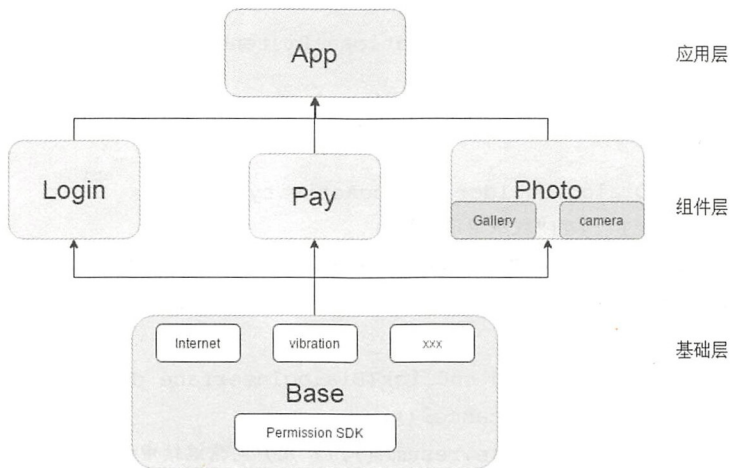 App
应用层
Login
Pay
Photo
Gallery
camera
组件层
Internet
vibration
xxx
基础层
Base
Permission SDK